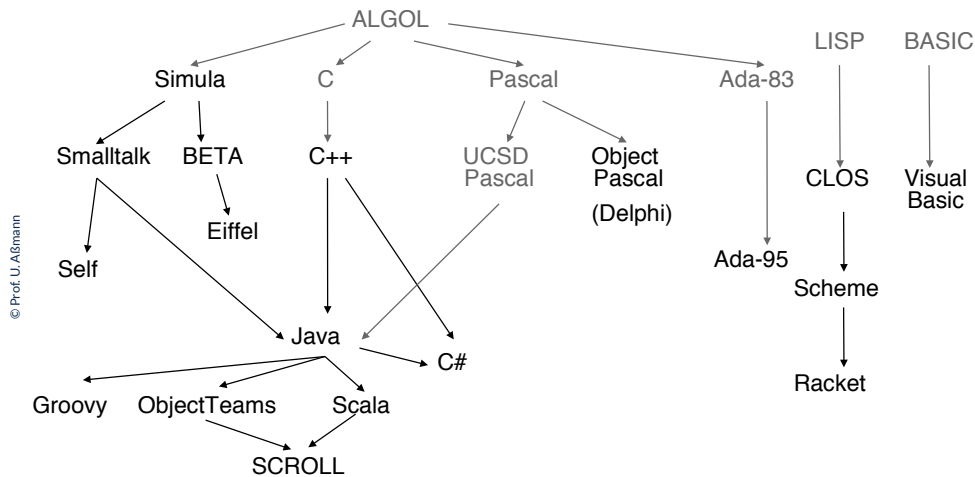 ALGOL
LISP
BASIC
Simula
C
Pascal
Ada-83
Smalltalk
BETA
C++
UCSD
Pascal
Object
Pascal
(Delphi)
CLOS
Visual
Basic
Eiffel
Self
Ada-95
Scheme
© Prof. U. Aßmann
Java
C#
Racket
Groovy
ObjectTeams
Scala
SCROLL